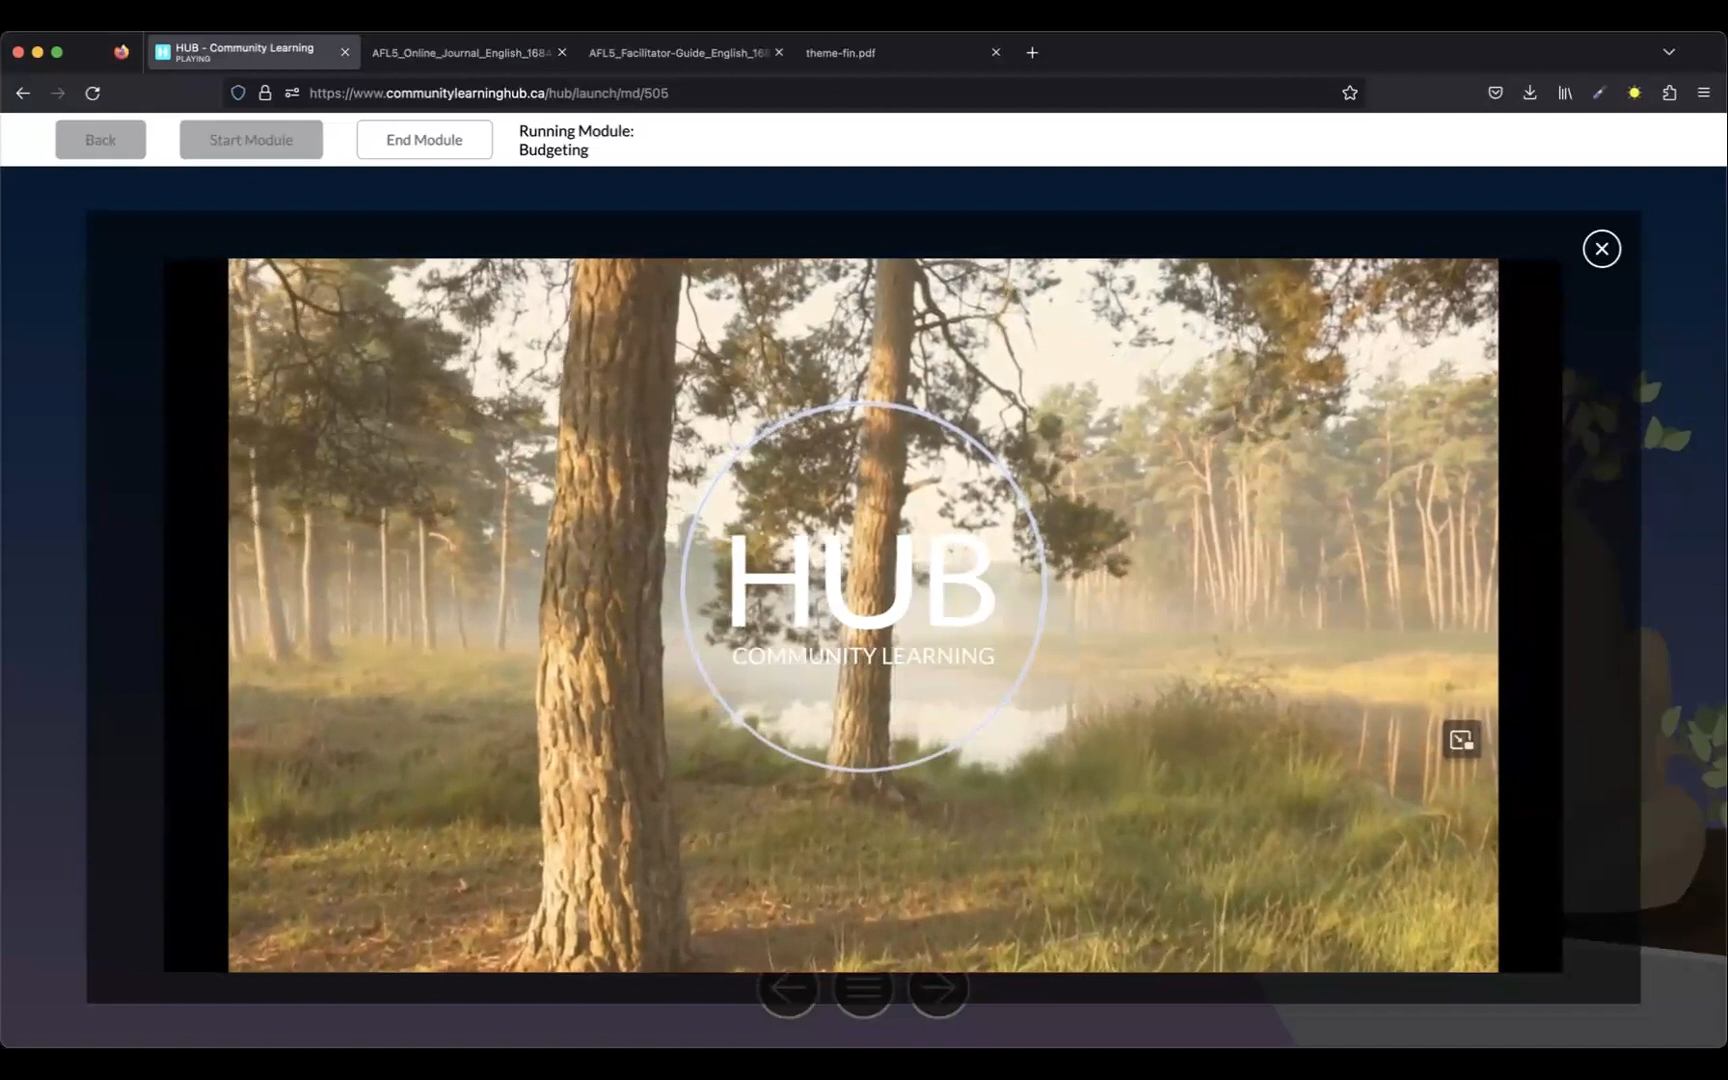 HUB - Community Learning
PLAYING
AFL5_Online_Journal_English_168
AFL5_Facilitator-Guide_English_16
theme-fin.pdf
https://www.communitylearninghub.ca/hub/launch/md/505
Back
Start Module
End Module
Running Module:
Budgeting
HUB
COMMUNITY LEARNING